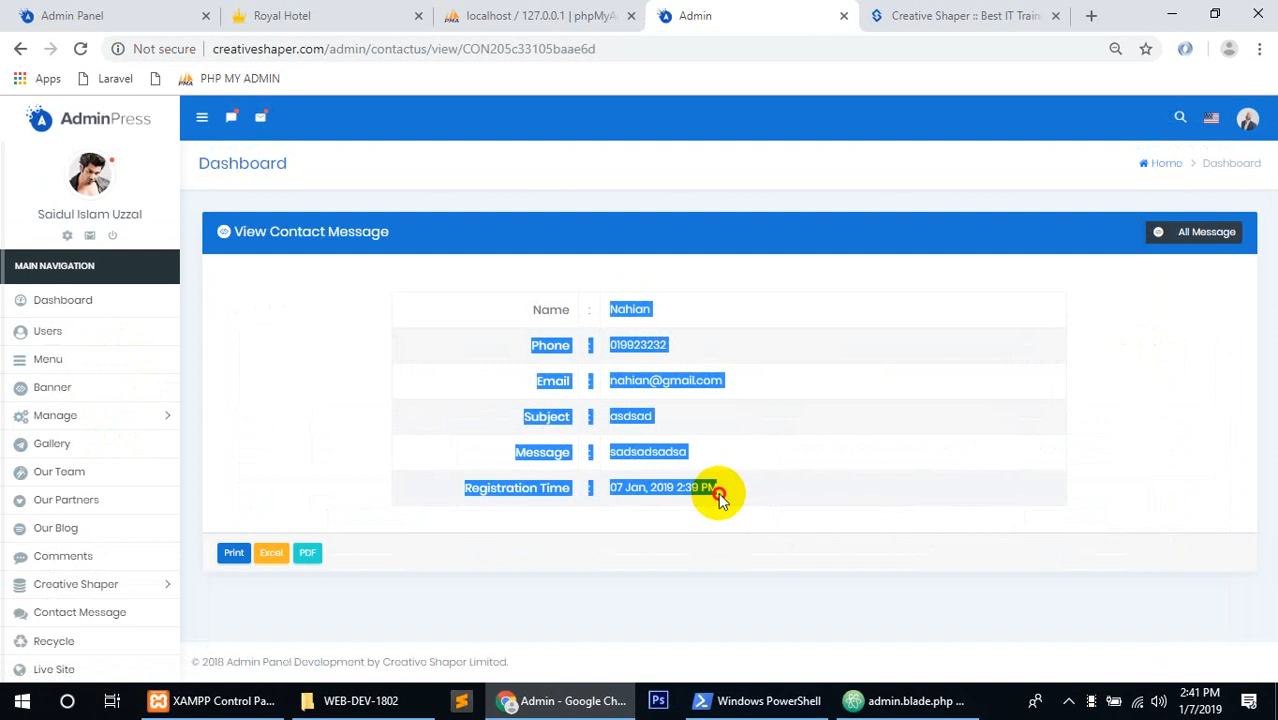 Admin Panel
Royal Hotel
localhost / 127.0.0.1 | phpMyA
Admin
Creative Shaper :: Best IT Train
Not secure
creativeshaper.com/admin/contactus/view/CON205c33105baae6d
Apps
Laravel
PHP MY ADMIN
AdminPress
Saidul Islam Uzzal
MAIN NAVIGATION
Dashboard
Users
Menu
Banner
Manage
Gallery
Our Team
Our Partners
Our Blog
Comments
Creative Shaper
Contact Message
Recycle
Live Site
Dashboard
Home > Dashboard
View Contact Message
All Message
Name : Nahian
Phone : 019923232
Email : nahian@gmail.com
Subject : asdsad
Message : sadsadsadsa
Registration Time : 07 Jan, 2019 2:39 PM
Print
Excel
PDF
© 2018 Admin Panel Development by Creative Shaper Limited.
XAMPP Control Pa...
WEB-DEV-1802
Admin - Google Ch...
Ps
Windows PowerShell
admin.blade.php ...
2:41 PM
1/7/2019